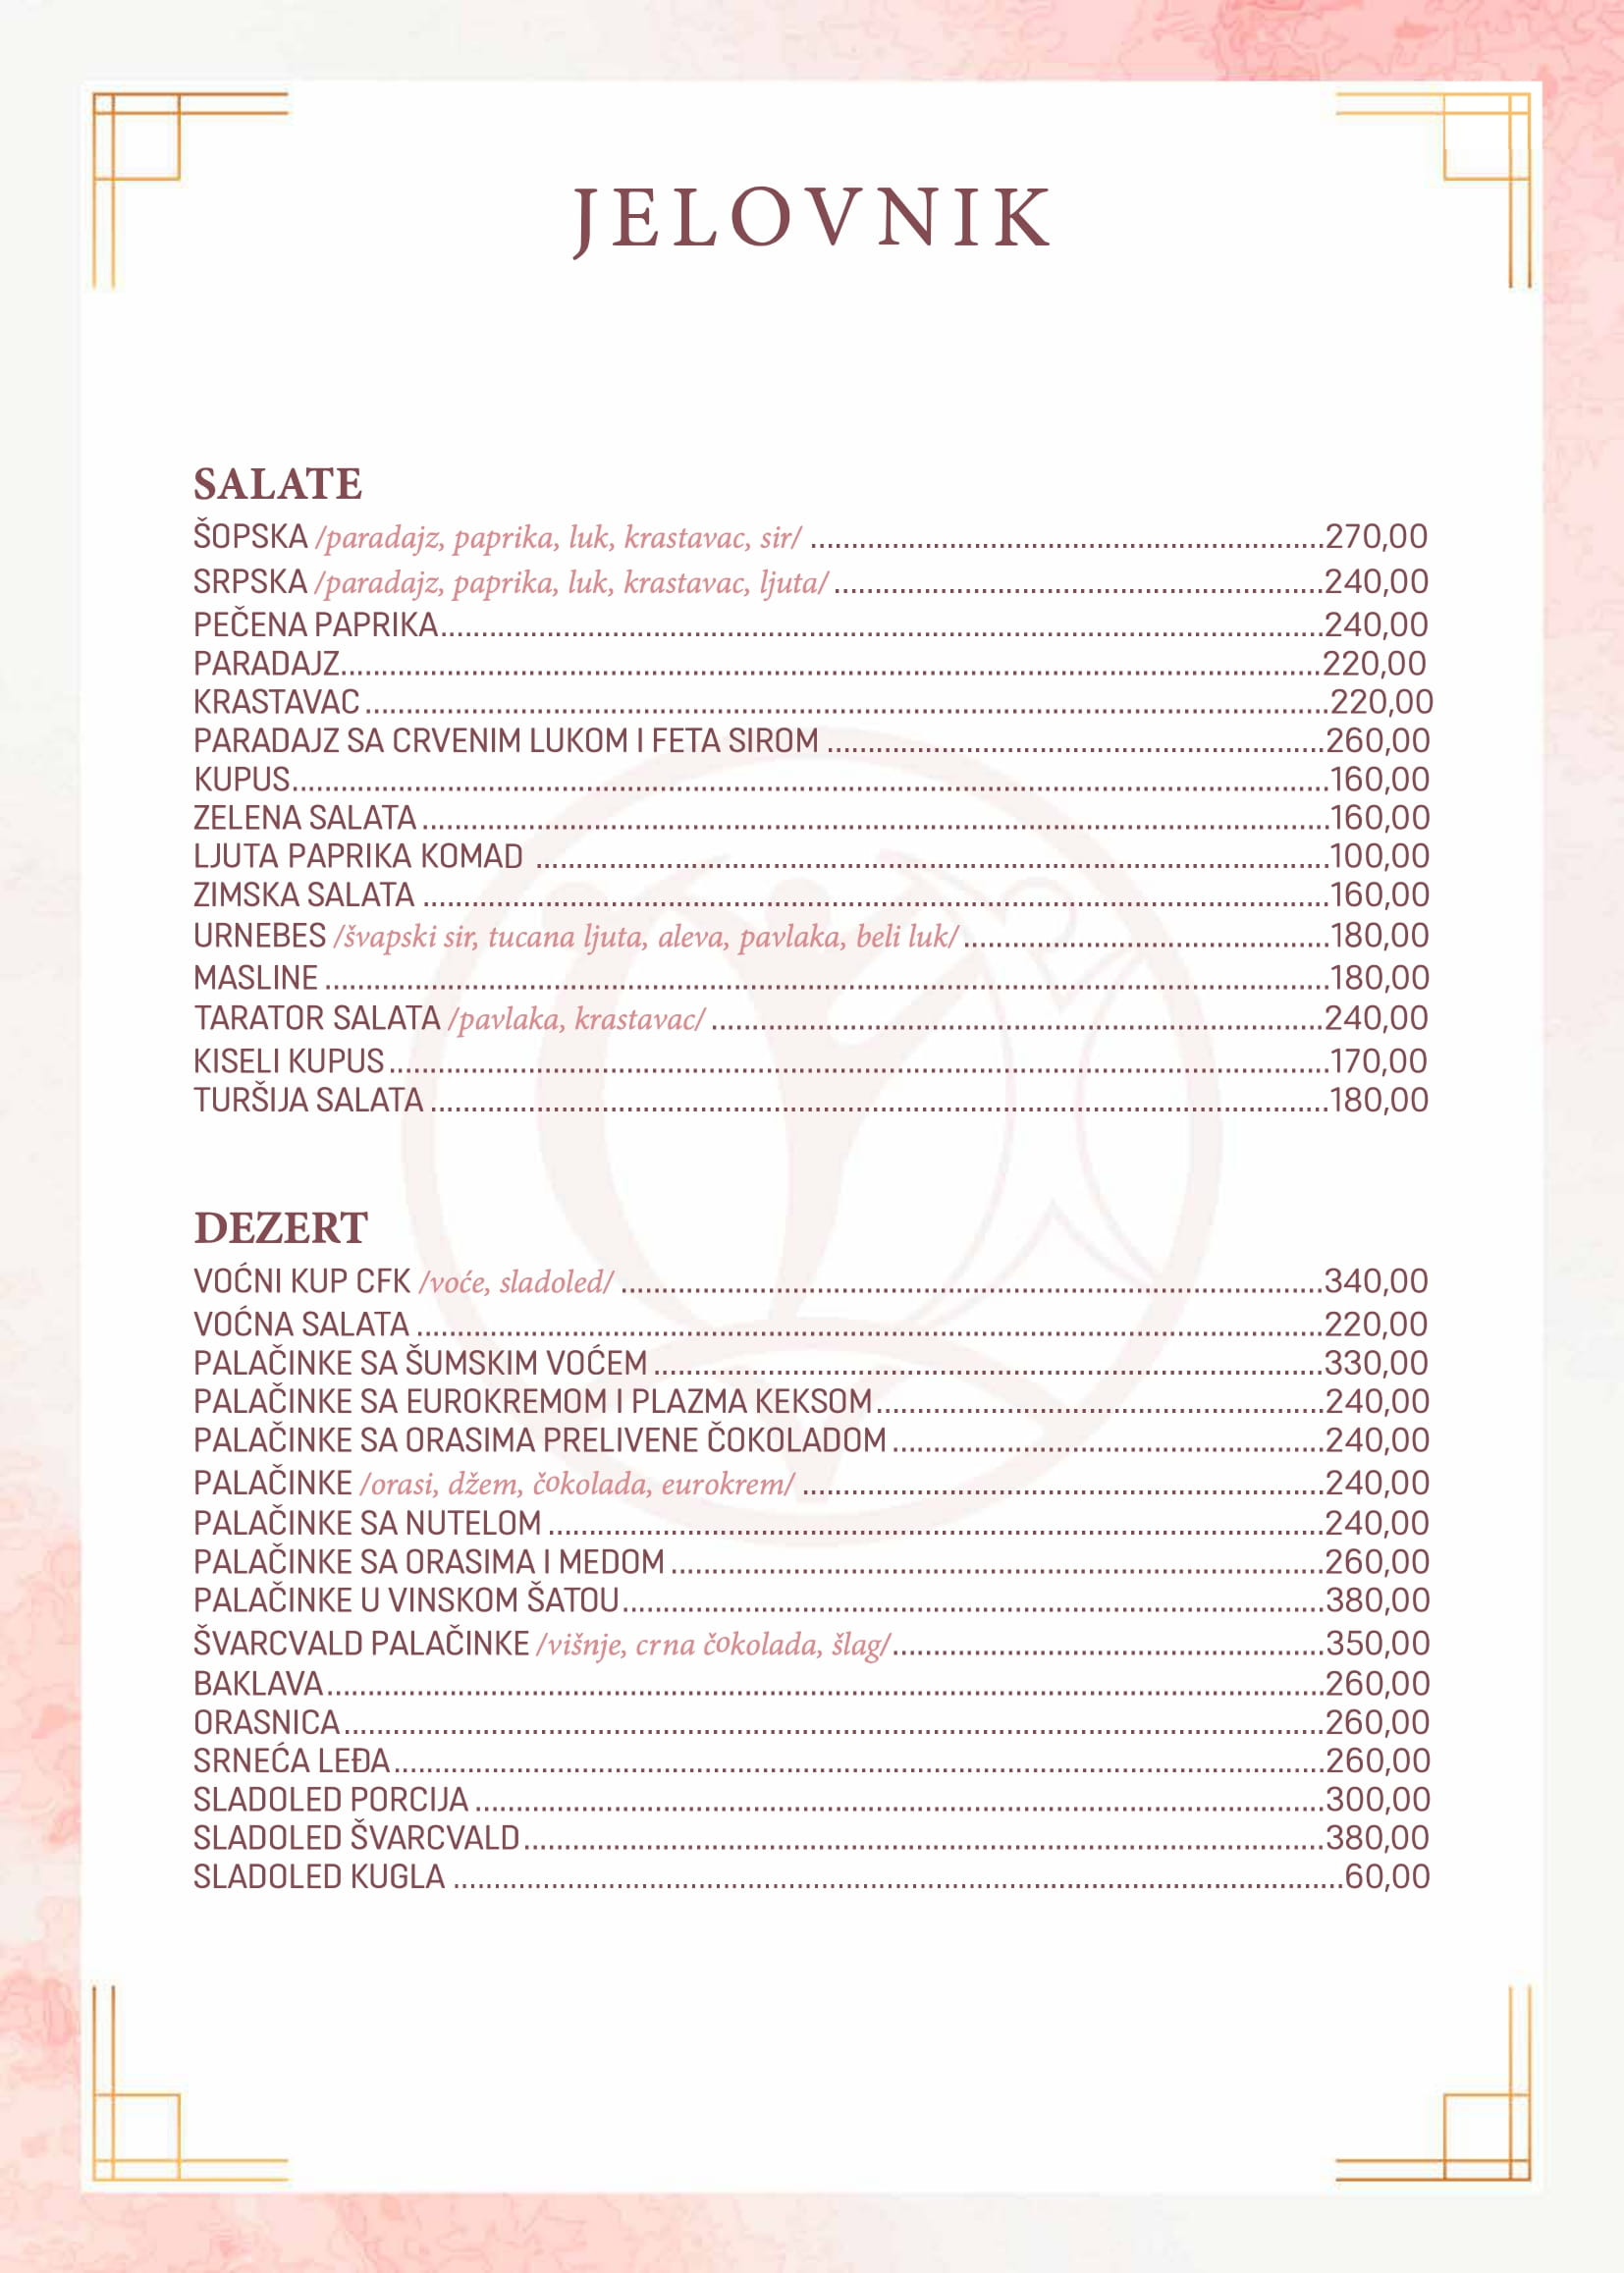 JELOVNIK
SALATE
ŠOPSKA /paradajz, paprika, luk, krastavac, sir/ ........................270,00
SRPSKA /paradajz, paprika, luk, krastavac, ljuta/ ........................240,00
PEČENA PAPRIKA........................240,00
PARADAJZ........................220,00
KRASTAVAC ........................220,00
PARADAJZ SA CRVENIM LUKOM I FETA SIROM ........................260,00
KUPUS........................160,00
ZELENA SALATA ........................160,00
LJUTA PAPRIKA KOMAD ........................100,00
ZIMSKA SALATA ........................160,00
URNEBES /švapski sir, tucana ljuta, aleva, pavlaka, beli luk/ ........................180,00
MASLINE ........................180,00
TARATOR SALATA /pavlaka, krastavac/ ........................240,00
KISELI KUPUS ........................170,00
TURŠIJA SALATA ........................180,00
DEZERT
VOĆNI KUP CFK /voće, sladoled/ ........................340,00
VOĆNA SALATA ........................220,00
PALAČINKE SA ŠUMSKIM VOĆEM ........................330,00
PALAČINKE SA EUROKREMOM I PLAZMA KEKSOM........................240,00
PALAČINKE SA ORASIMA PRELIVENE ČOKOLADOM ........................240,00
PALAČINKE /orasi, džem, čokolada, eurokrem/ ........................240,00
PALAČINKE SA NUTELOM ........................240,00
PALAČINKE SA ORASIMA I MEDOM ........................260,00
PALAČINKE U VINSKOM ŠATOU........................380,00
ŠVARCVALD PALAČINKE /višnje, crna čokolada, šlag/........................350,00
BAKLAVA........................260,00
ORASNICA........................260,00
SRNEĆA LEĐA........................260,00
SLADOLED PORCIJA ........................300,00
SLADOLED ŠVARCVALD........................380,00
SLADOLED KUGLA ........................60,00